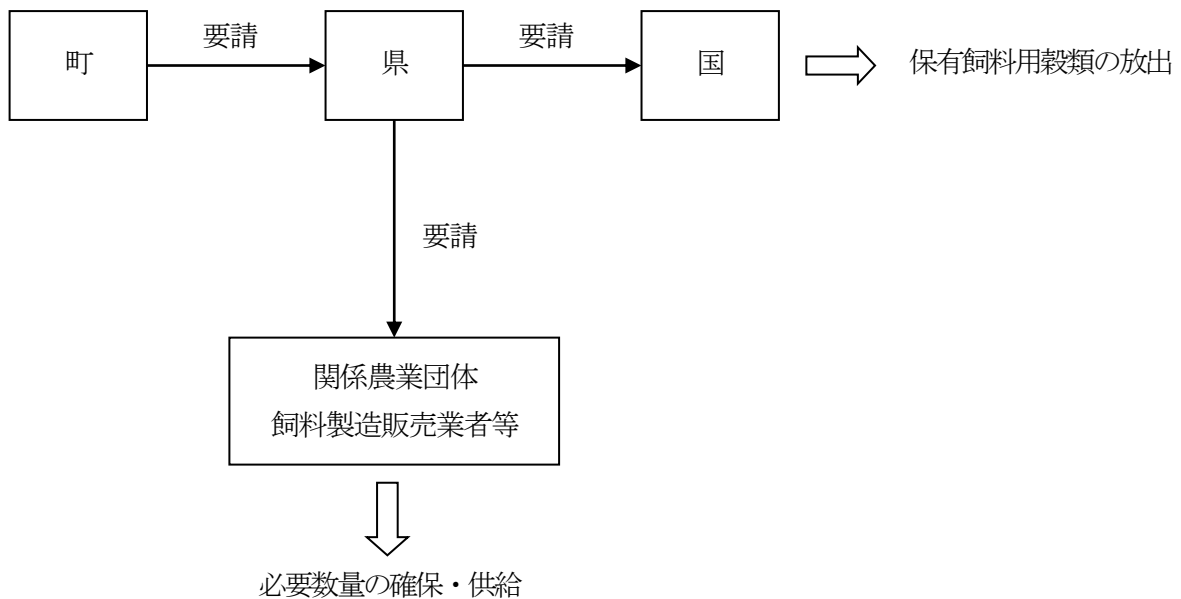 要請
要請
町
県
国
保有飼料用穀類の放出
要請
関係農業団体
飼料製造販売業者等
必要数量の確保・供給